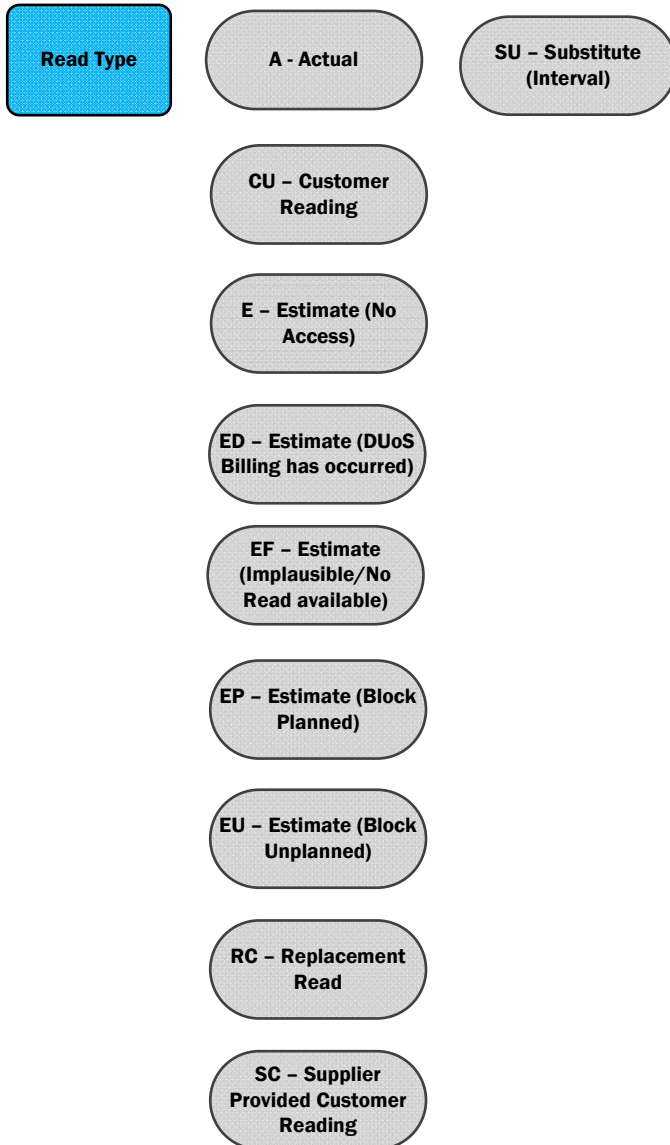 Read Type
A - Actual
SU – Substitute
(Interval)
CU – Customer
Reading
E – Estimate (No
Access)
ED – Estimate (DUoS
Billing has occurred)
EF – Estimate
(Implausible/No
Read available)
EP – Estimate (Block
Planned)
EU – Estimate (Block
Unplanned)
RC – Replacement
Read
SC – Supplier
Provided Customer
Reading